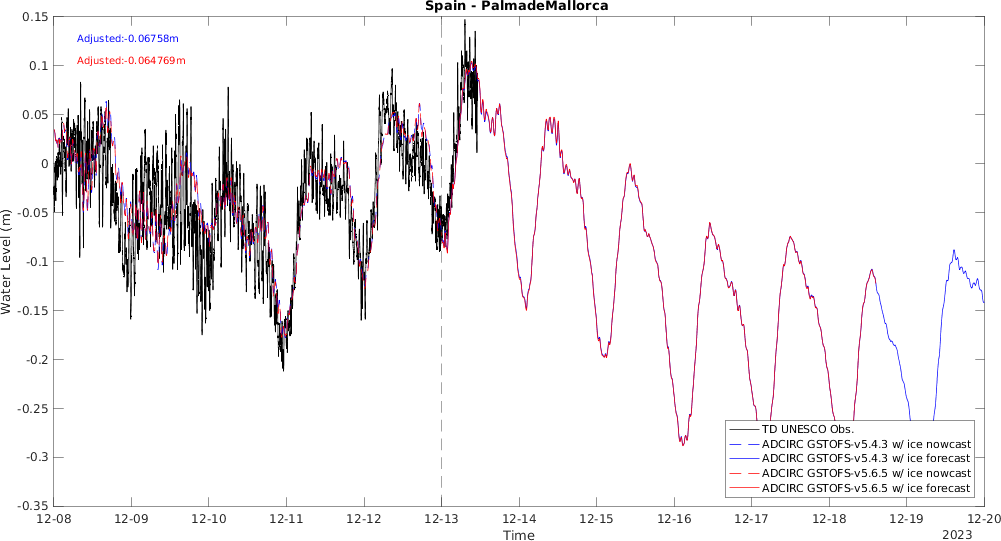 Spain - PalmadeMallorca
Adjusted:-0.06758m
Adjusted:-0.064769m
0.15
0.1
0.05
0
-0.05
-0.1
-0.15
-0.2
-0.25
-0.3
-0.35
Water Level (m)
TD UNESCO Obs.
ADCIRC GSTOFS-v5.4.3 w/ ice nowcast
ADCIRC GSTOFS-v5.4.3 w/ ice forecast
ADCIRC GSTOFS-v5.6.5 w/ ice nowcast
ADCIRC GSTOFS-v5.6.5 w/ ice forecast
12-08 12-09 12-10 12-11 12-12 12-13 12-14 12-15 12-16 12-17 12-18 12-19 12-20
Time
2023